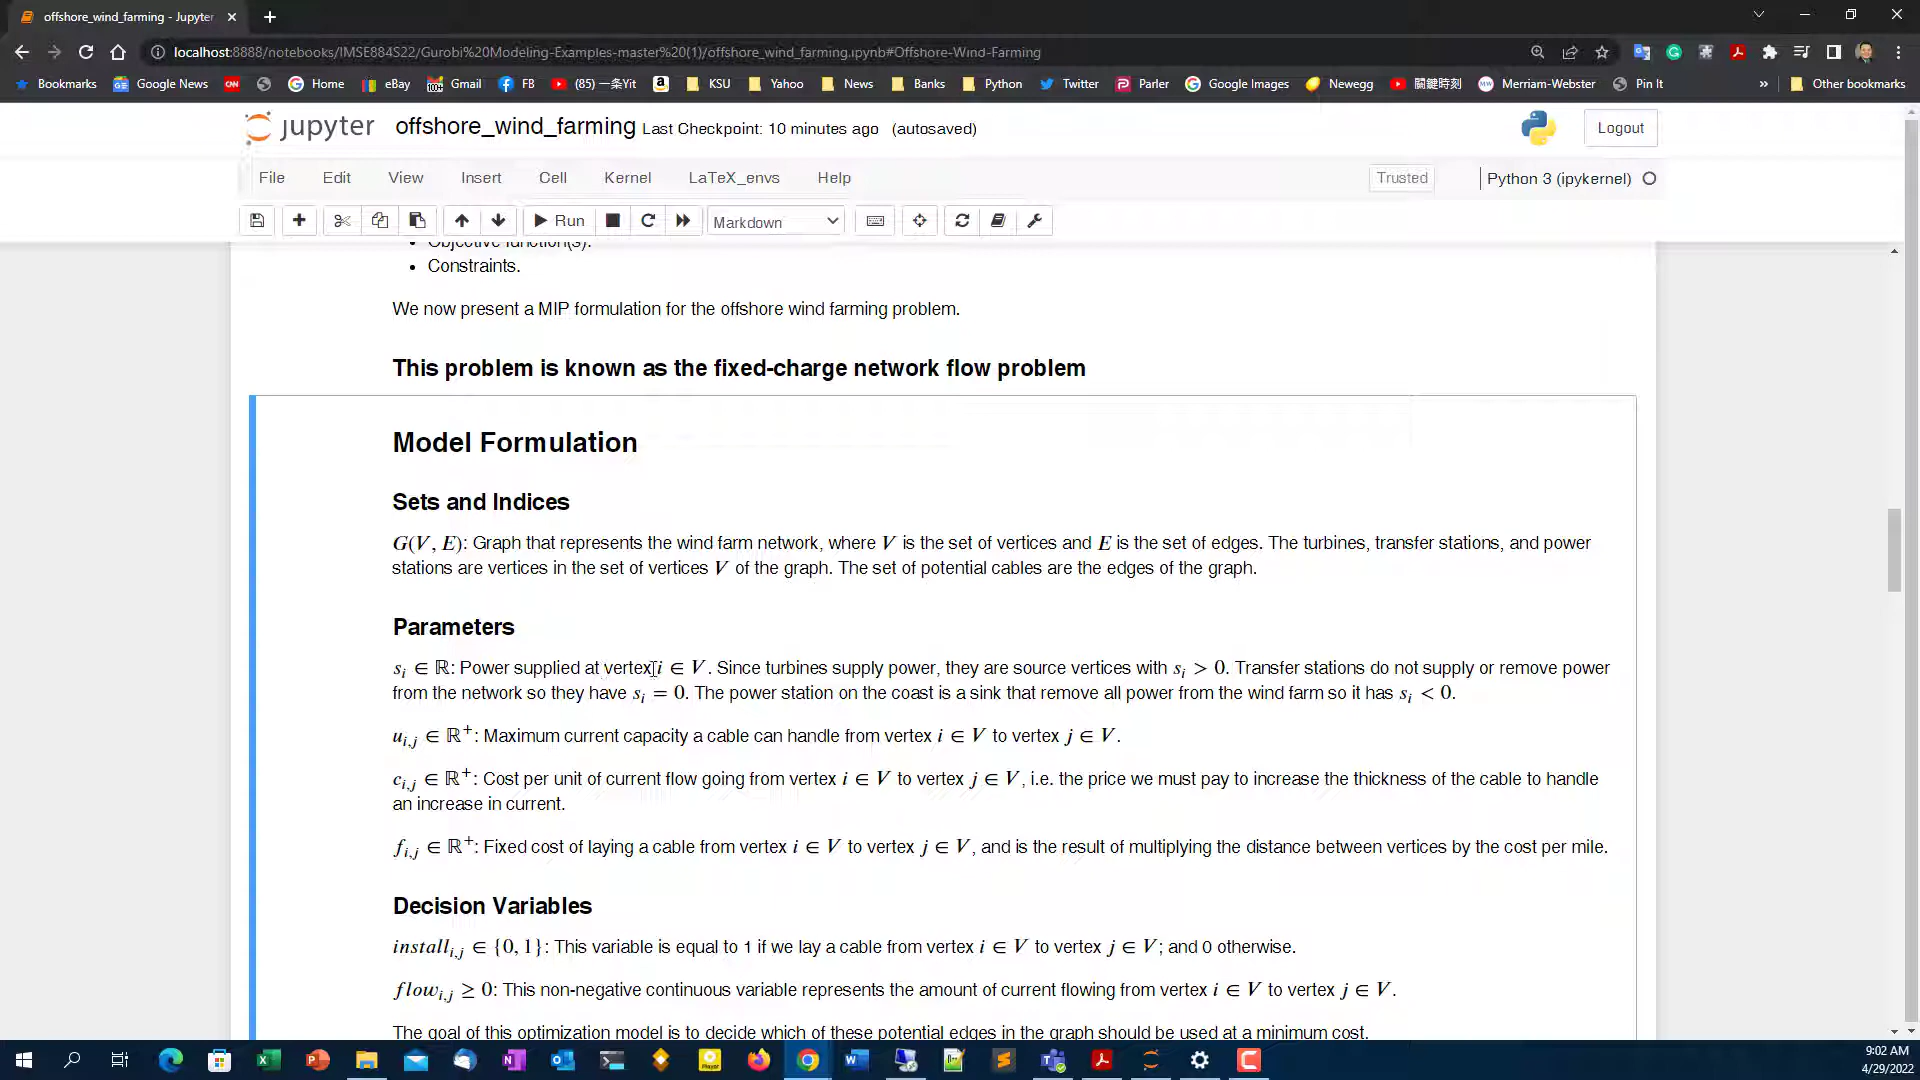 offshore_wind_farming - Jupyter
localhost:8888/notebooks/IMSE884S22/Gurobi%20Modeling-Examples-master%20(1)/offshore_wind_farming.ipynb#Offshore-Wind-Farming
Bookmarks Google News CNN Home eBay 100+ Gmail FB (85) 一条Yit KSU Yahoo News Banks Python Twitter Parler Google Images Newegg 關鍵時刻 MW Merriam-Webster Pin It » Other bookmarks
jupyter offshore_wind_farming Last Checkpoint: 10 minutes ago (autosaved) Logout
File Edit View Insert Cell Kernel LaTeX_envs Help Trusted Python 3 (ipykernel)
Run Markdown
• Objective function(s).
• Constraints.
We now present a MIP formulation for the offshore wind farming problem.
This problem is known as the fixed-charge network flow problem
Model Formulation
Sets and Indices
G(V, E): Graph that represents the wind farm network, where V is the set of vertices and E is the set of edges. The turbines, transfer stations, and power
stations are vertices in the set of vertices V of the graph. The set of potential cables are the edges of the graph.
Parameters
s_i ∈ ℝ: Power supplied at vertex i ∈ V. Since turbines supply power, they are source vertices with s_i > 0. Transfer stations do not supply or remove power
from the network so they have s_i = 0. The power station on the coast is a sink that remove all power from the wind farm so it has s_i < 0.
u_{i,j} ∈ ℝ⁺: Maximum current capacity a cable can handle from vertex i ∈ V to vertex j ∈ V.
c_{i,j} ∈ ℝ⁺: Cost per unit of current flow going from vertex i ∈ V to vertex j ∈ V, i.e. the price we must pay to increase the thickness of the cable to handle
an increase in current.
f_{i,j} ∈ ℝ⁺: Fixed cost of laying a cable from vertex i ∈ V to vertex j ∈ V, and is the result of multiplying the distance between vertices by the cost per mile.
Decision Variables
install_{i,j} ∈ {0, 1}: This variable is equal to 1 if we lay a cable from vertex i ∈ V to vertex j ∈ V; and 0 otherwise.
flow_{i,j} ≥ 0: This non-negative continuous variable represents the amount of current flowing from vertex i ∈ V to vertex j ∈ V.
The goal of this optimization model is to decide which of these potential edges in the graph should be used at a minimum cost.
Player
9:02 AM
4/29/2022